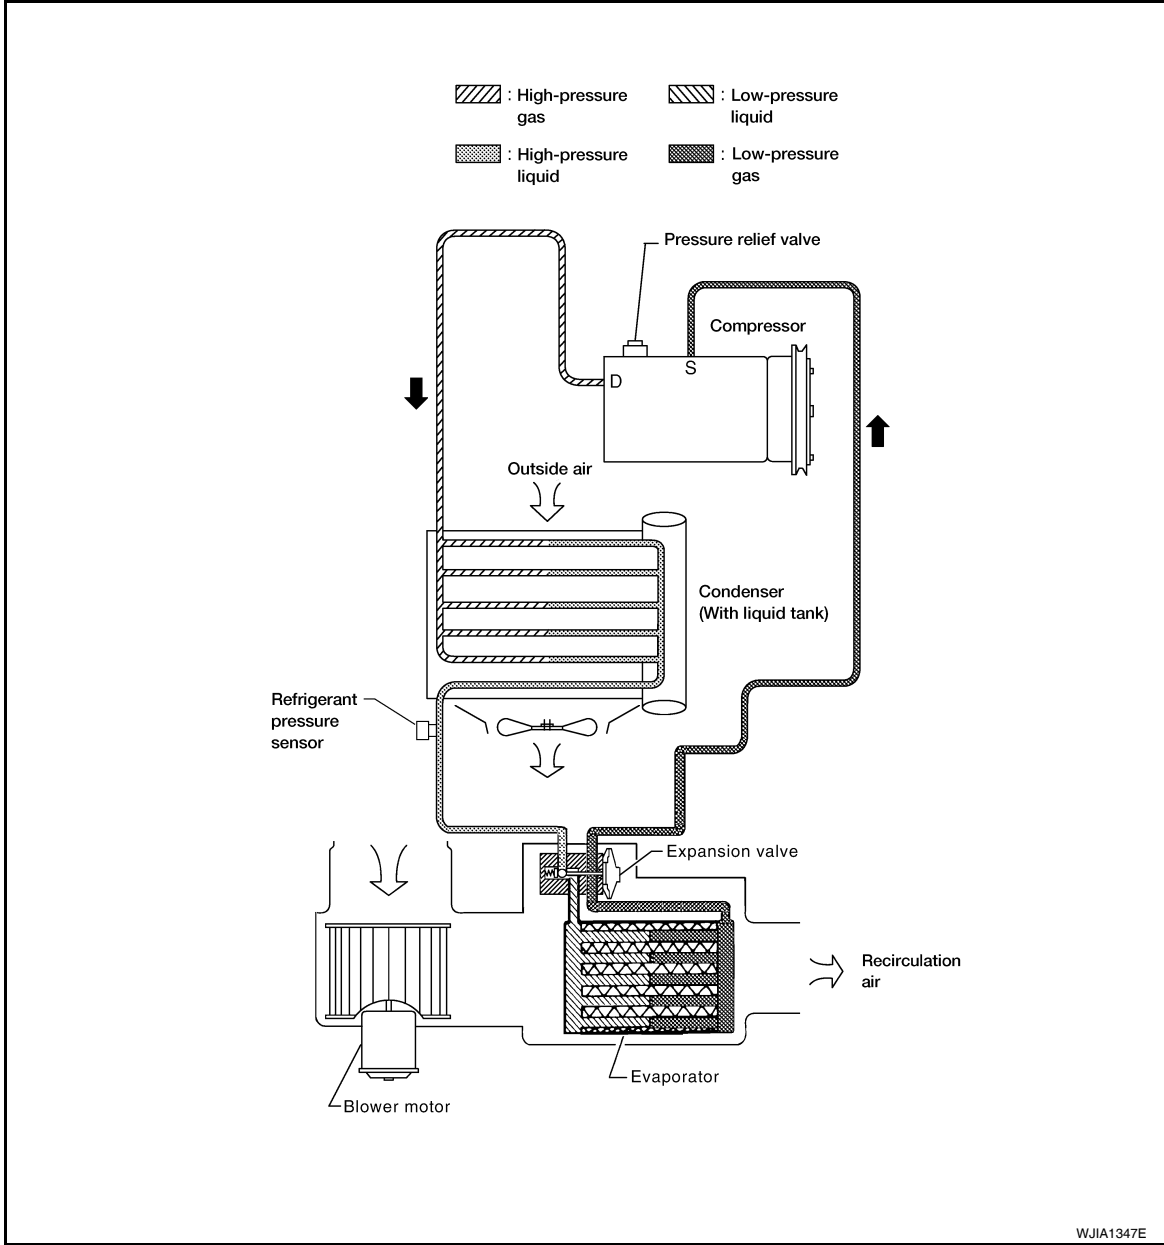 : High-pressure
gas
: Low-pressure
liquid
: High-pressure
liquid
: Low-pressure
gas
Pressure relief valve
Compressor
S
D
Outside air
Condenser
(With liquid tank)
Refrigerant
pressure
sensor
Expansion valve
Recirculation
air
Evaporator
Blower motor
WJIA1347E